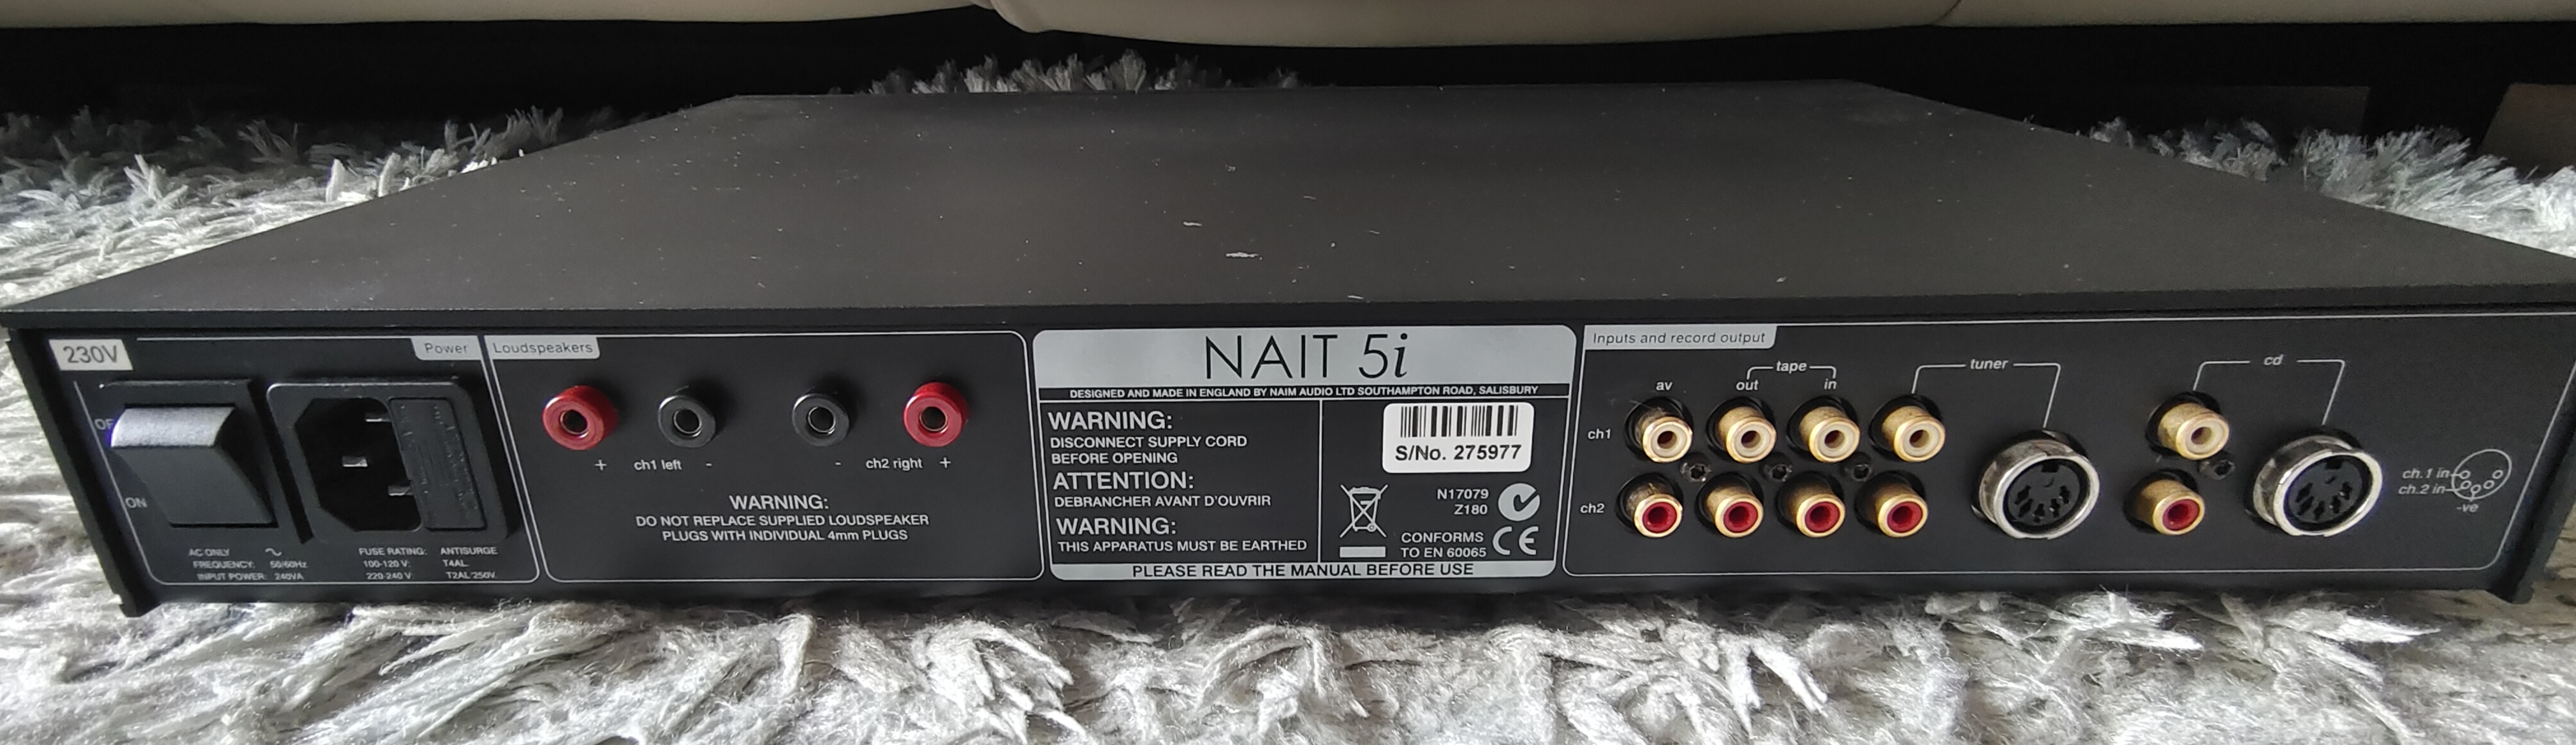 230V
Power
OFF
ON
AC ONLY
FREQUENCY: 50/60Hz
INPUT POWER: 240VA
FUSE RATING: ANTISURGE
100-120 V: T4AL
220-240 V: T2AL/250V
Loudspeakers
+ ch1 left -
- ch2 right +
WARNING:
DO NOT REPLACE SUPPLIED LOUDSPEAKER
PLUGS WITH INDIVIDUAL 4mm PLUGS
NAIT 5i
DESIGNED AND MADE IN ENGLAND BY NAIM AUDIO LTD SOUTHAMPTON ROAD, SALISBURY
WARNING:
DISCONNECT SUPPLY CORD
BEFORE OPENING
ATTENTION:
DEBRANCHER AVANT D'OUVRIR
WARNING:
THIS APPARATUS MUST BE EARTHED
S/No. 275977
N17079
Z180
CONFORMS
TO EN 60065
CE
PLEASE READ THE MANUAL BEFORE USE
Inputs and record output
av
tape
out in
tuner
cd
ch1
ch2
ch.1 in
ch.2 in
-ve